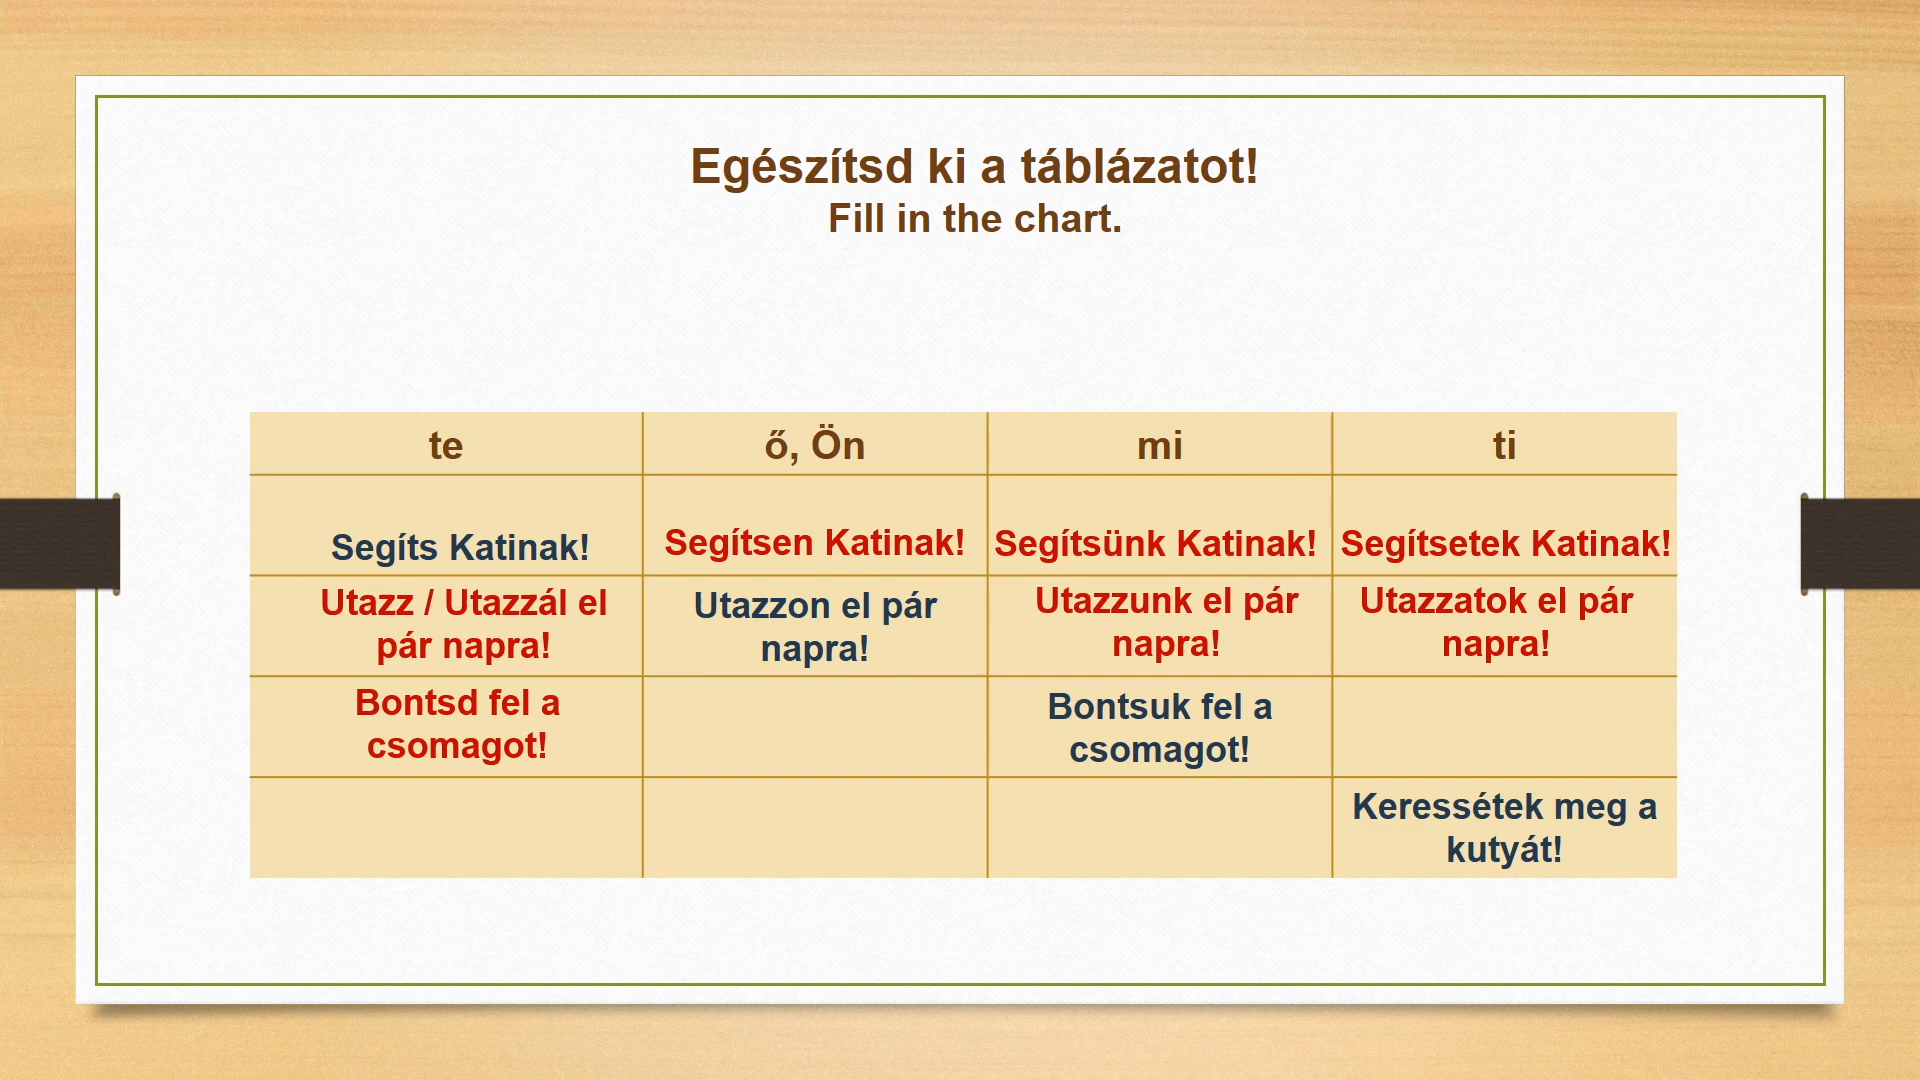 Egészítsd ki a táblázatot!
Fill in the chart.
te
ő, Ön
mi
ti
Segíts Katinak!
Segítsen Katinak!
Segítsünk Katinak!
Segítsetek Katinak!
Utazz / Utazzál el
pár napra!
Utazzon el pár
napra!
Utazzunk el pár
napra!
Utazzatok el pár
napra!
Bontsd fel a
csomagot!
Bontsuk fel a
csomagot!
Keressétek meg a
kutyát!